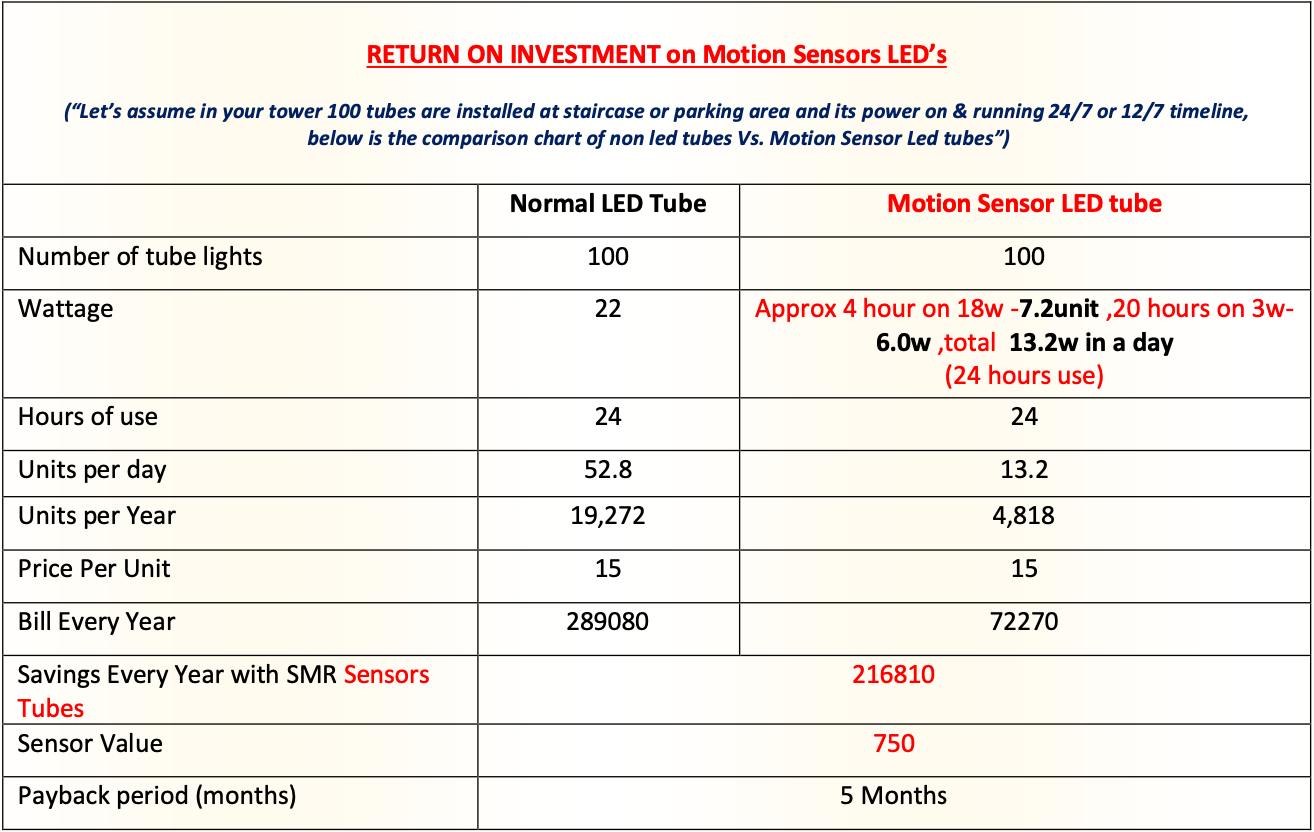 RETURN ON INVESTMENT on Motion Sensors LED’s
(“Let’s assume in your tower 100 tubes are installed at staircase or parking area and its power on & running 24/7 or 12/7 timeline,
below is the comparison chart of non led tubes Vs. Motion Sensor Led tubes”)
Normal LED Tube Motion Sensor LED tube
Number of tube lights 100 100
Wattage 22 Approx 4 hour on 18w -7.2unit ,20 hours on 3w-
6.0w ,total 13.2w in a day
(24 hours use)
Hours of use 24 24
Units per day 52.8 13.2
Units per Year 19,272 4,818
Price Per Unit 15 15
Bill Every Year 289080 72270
Savings Every Year with SMR Sensors 216810
Tubes
Sensor Value 750
Payback period (months) 5 Months